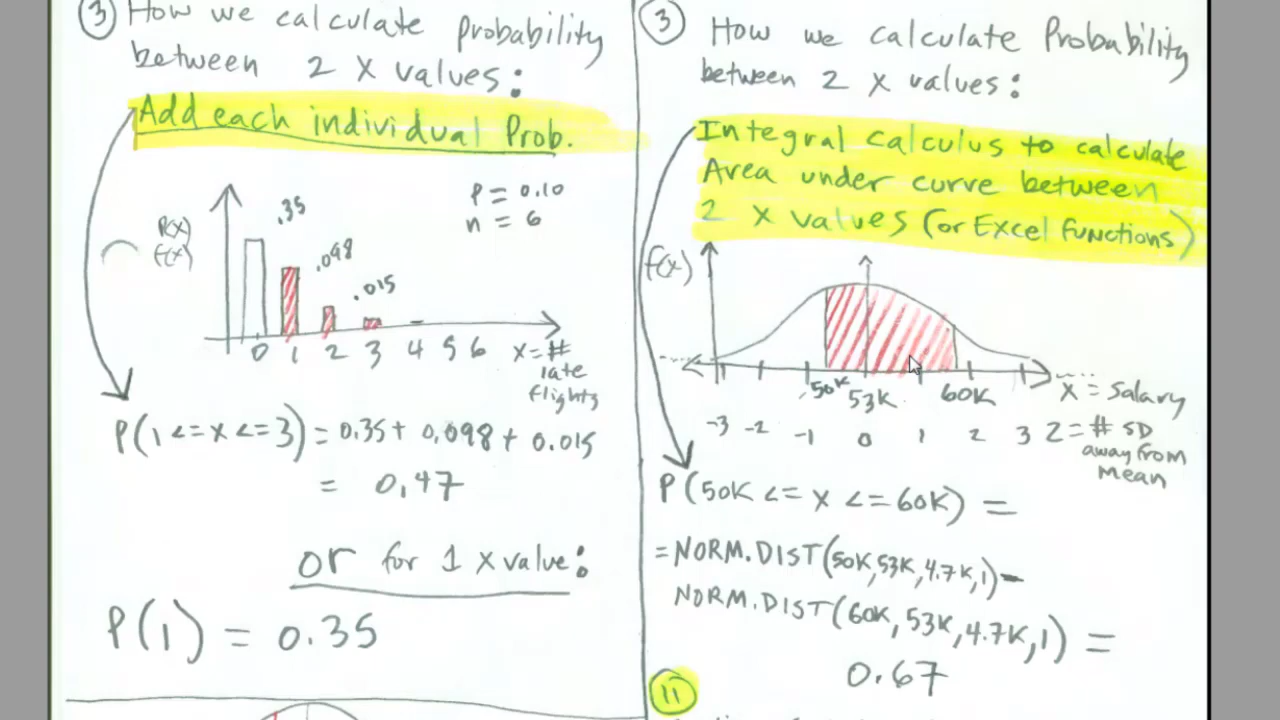 ③ How we calculate probability
between 2 X values:
Add each individual Prob.
P(x)
f(x)
.35
.098
.015
P = 0.10
n = 6
0 1 2 3 4 5 6 X = #
late
flights
P(1 <= x <= 3) = 0.35 + 0.098 + 0.015
= 0.47
or for 1 X value:
P(1) = 0.35
③ How we calculate Probability
between 2 X values:
Integral calculus to calculate
Area under curve between
2 X values (or Excel functions)
f(x)
50K 53K 60K X = Salary
-3 -2 -1 0 1 2 3 Z = # SD
away from
Mean
P(50K <= X <= 60K) =
= NORM.DIST(50K,53K,4.7K,1) -
NORM.DIST(60K,53K,4.7K,1) =
0.67
11